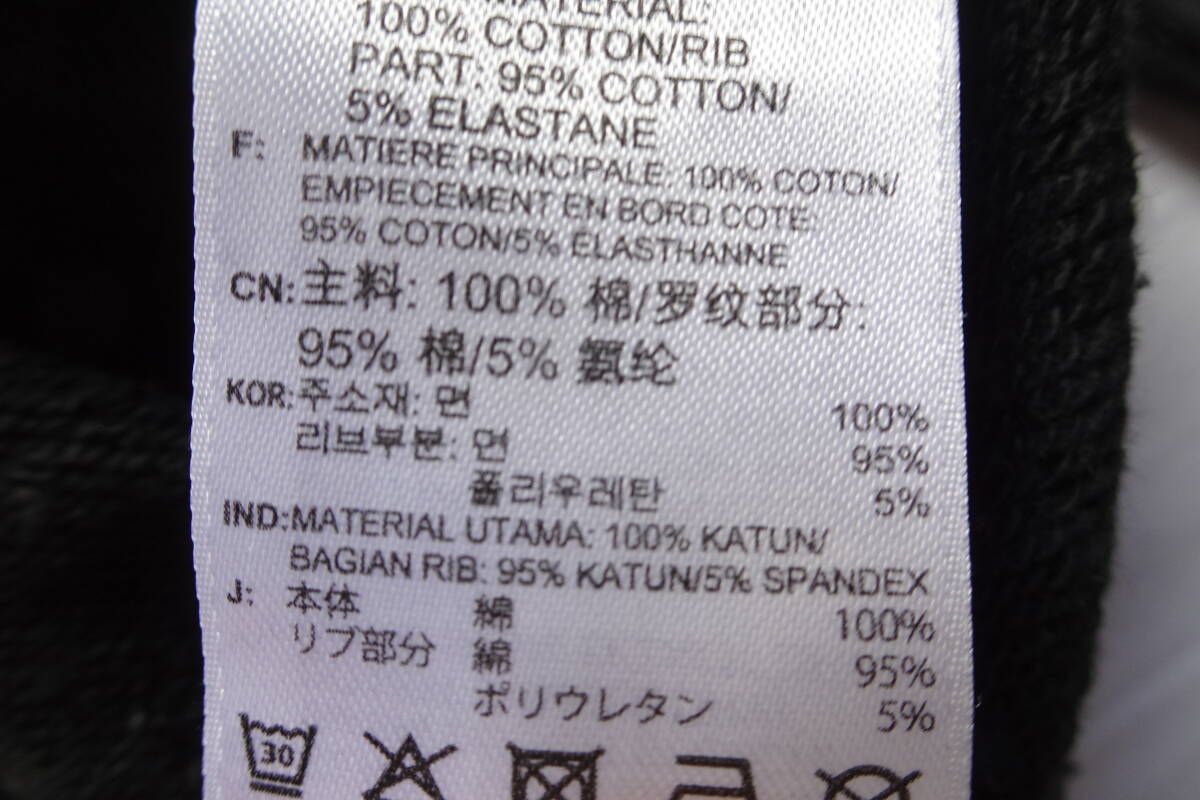 MATERIAL:
100% COTTON/RIB
PART: 95% COTTON/
5% ELASTANE
F: MATIERE PRINCIPALE: 100% COTON/
EMPIECEMENT EN BORD COTE:
95% COTON/5% ELASTHANNE
CN:主料: 100% 棉/罗纹部分:
95% 棉/5% 氨纶
KOR:주소재: 면 100%
리브부분: 면 95%
폴리우레탄 5%
IND:MATERIAL UTAMA: 100% KATUN/
BAGIAN RIB: 95% KATUN/5% SPANDEX
J: 本体 綿 100%
リブ部分 綿 95%
ポリウレタン 5%
30